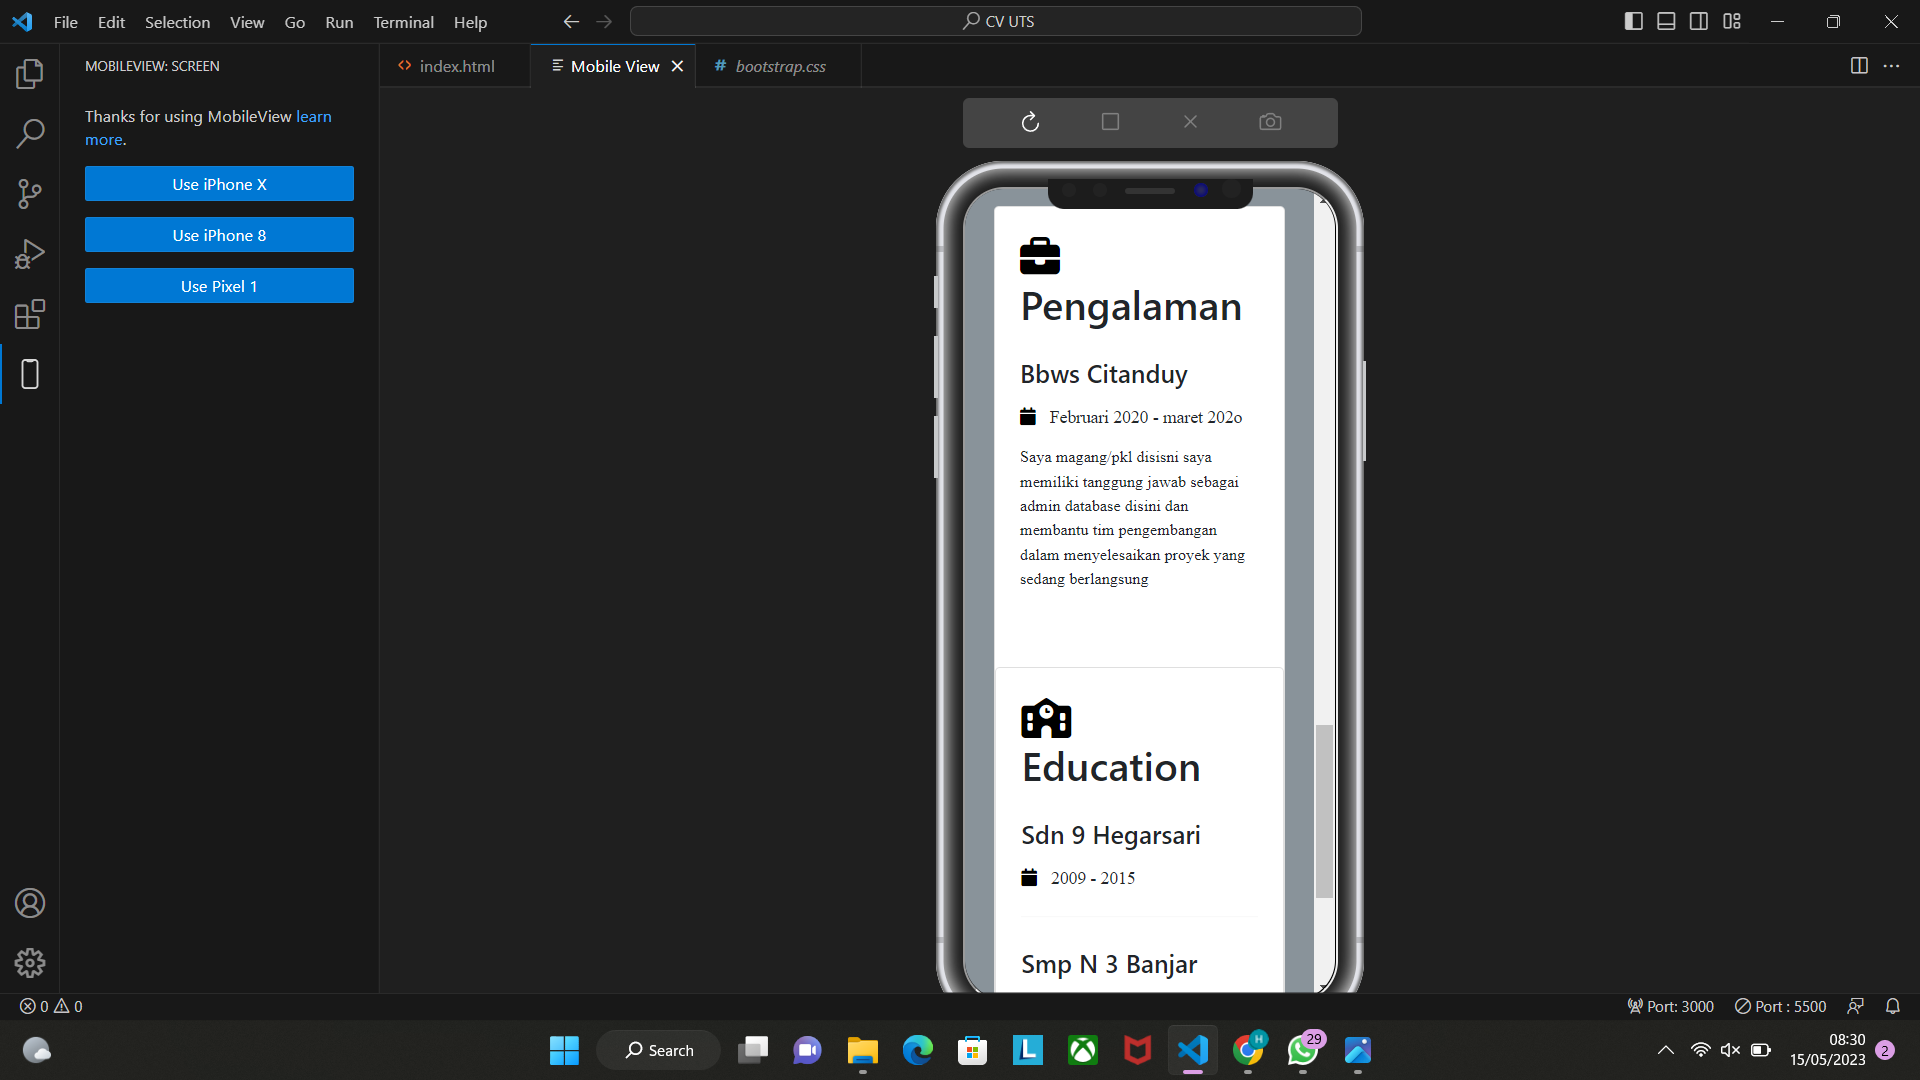 File Edit Selection View Go Run Terminal Help
CV UTS
MOBILEVIEW: SCREEN
index.html
Mobile View
# bootstrap.css
Thanks for using MobileView learn
more.
Use iPhone X
Use iPhone 8
Use Pixel 1
Pengalaman
Bbws Citanduy
Februari 2020 - maret 202o
Saya magang/pkl disisni saya
memiliki tanggung jawab sebagai
admin database disini dan
membantu tim pengembangan
dalam menyelesaikan proyek yang
sedang berlangsung
Education
Sdn 9 Hegarsari
2009 - 2015
Smp N 3 Banjar
0 0
Port: 3000
Port : 5500
Search
L
H
29
08:30
15/05/2023
2